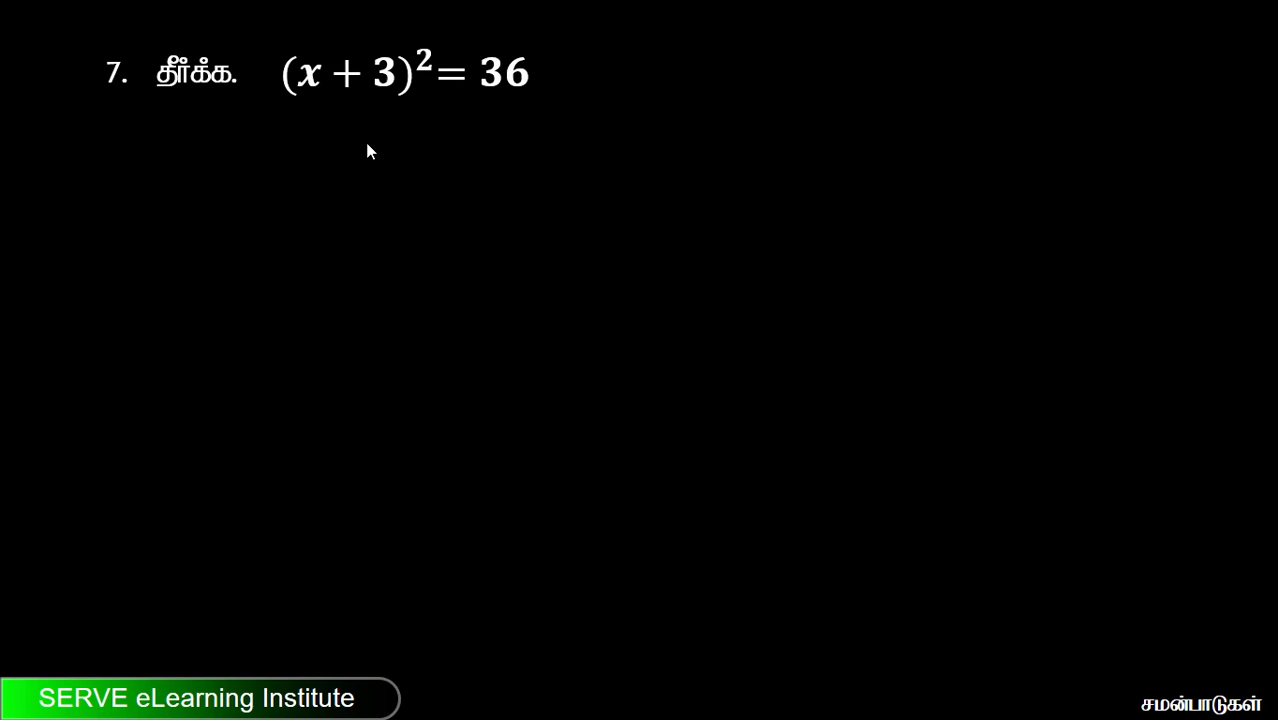 7. தீர்க்க. (x + 3)² = 36
SERVE eLearning Institute
சமன்பாடுகள்